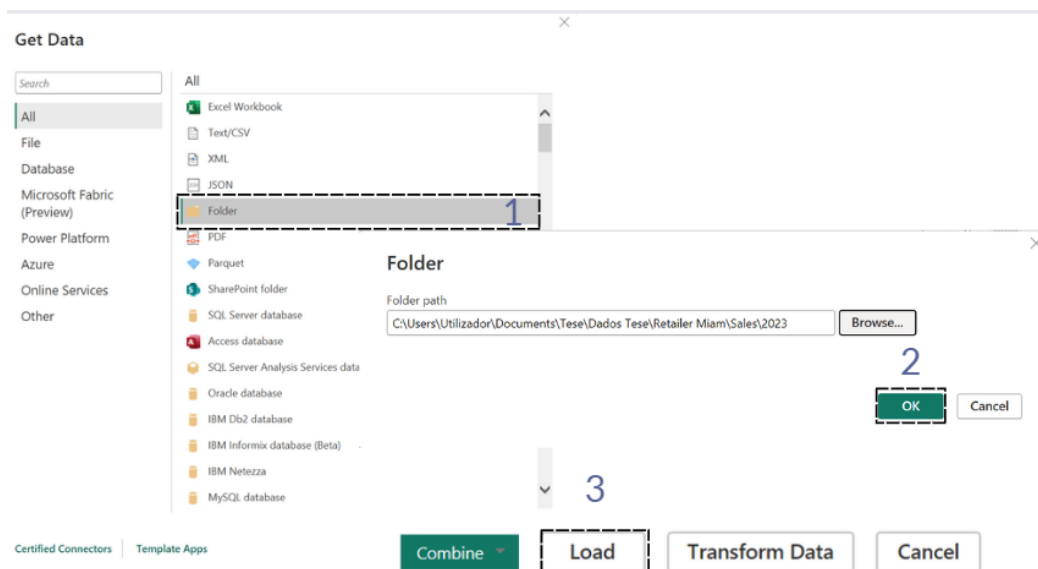 Get Data
Search
All
File
Database
Microsoft Fabric
(Preview)
Power Platform
Azure
Online Services
Other
All
Excel Workbook
Text/CSV
XML
JSON
Folder
1
PDF
Parquet
SharePoint folder
SQL Server database
Access database
SQL Server Analysis Services data
Oracle database
IBM Db2 database
IBM Informix database (Beta)
IBM Netezza
MySQL database
Folder
Folder path
C:\Users\Utilizador\Documents\Tese\Dados Tese\Retailer Miam\Sales\2023
Browse...
2
OK
Cancel
3
Certified Connectors
Template Apps
Combine
Load
Transform Data
Cancel